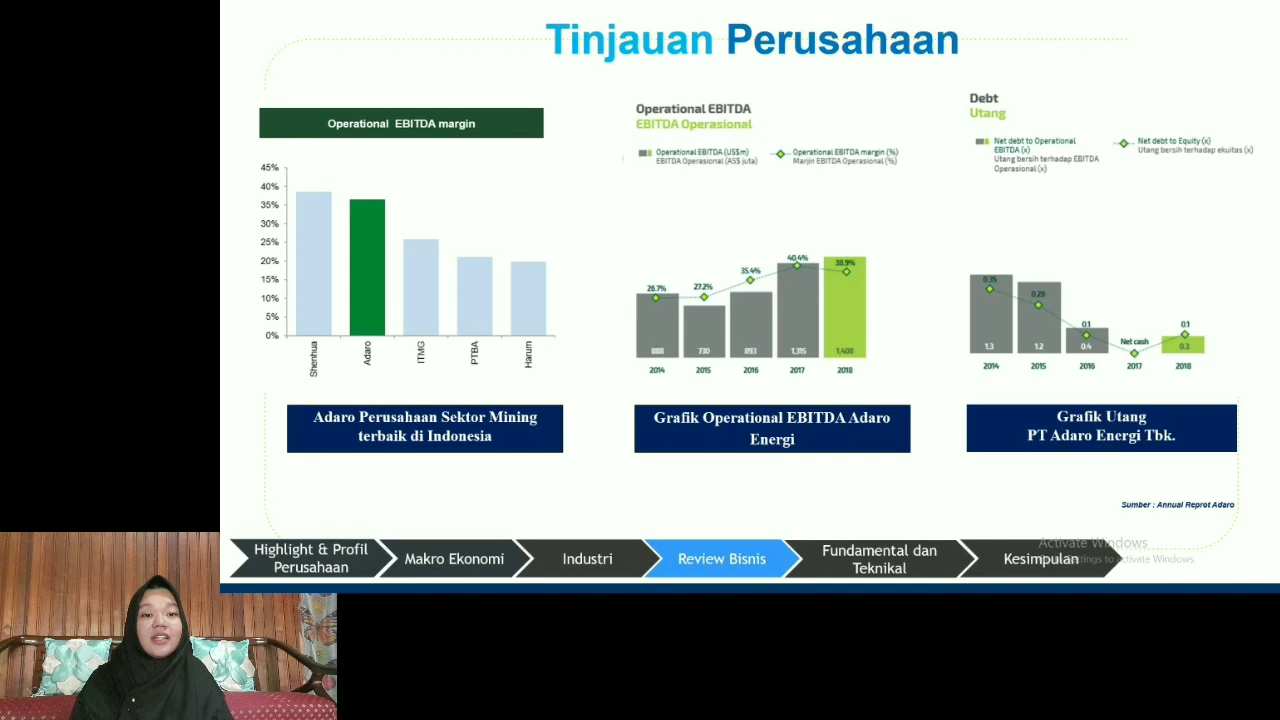 Tinjauan Perusahaan
Operational EBITDA margin
45%
40%
35%
30%
25%
20%
15%
10%
5%
0%
Shenhua
Adaro
ITMG
PTBA
Harum
Adaro Perusahaan Sektor Mining
terbaik di Indonesia
Operational EBITDA
EBITDA Operasional
Operational EBITDA (US$m)
EBITDA Operasional (AS$ juta)
Operational EBITDA margin (%)
Marjin EBITDA Operasional (%)
26.7%
27.2%
35.4%
40.4%
38.9%
888
730
893
1,315
1,408
2014
2015
2016
2017
2018
Grafik Operational EBITDA Adaro
Energi
Debt
Utang
Net debt to Operational
EBITDA (x)
Utang bersih terhadap EBITDA
Operasional (x)
Net debt to Equity (x)
Utang bersih terhadap ekuitas (x)
0.35
0.28
0.1
Net cash
0.1
1.3
1.2
0.4
0.3
2014
2015
2016
2017
2018
Grafik Utang
PT Adaro Energi Tbk.
Sumber : Annual Reprot Adaro
Highlight & Profil
Perusahaan
Makro Ekonomi
Industri
Review Bisnis
Fundamental dan
Teknikal
Kesimpulan
Activate Windows
Settings to activate Windows.